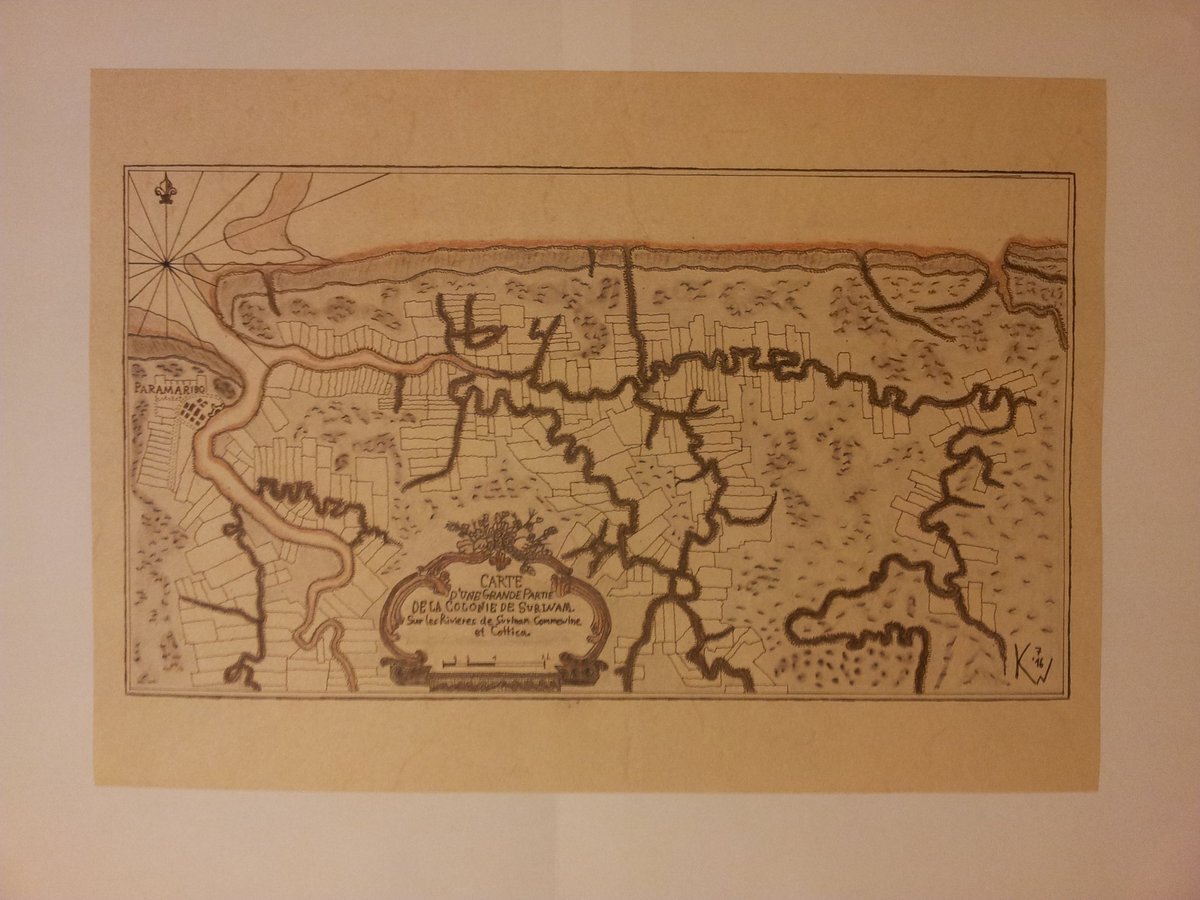 PARAMARIBO
CARTE
D'UNE GRANDE PARTIE
DE LA COLONIE DE SURINAM
Sur les Rivieres de Surinam Commewine
et Cottica.
K 7 '16 W